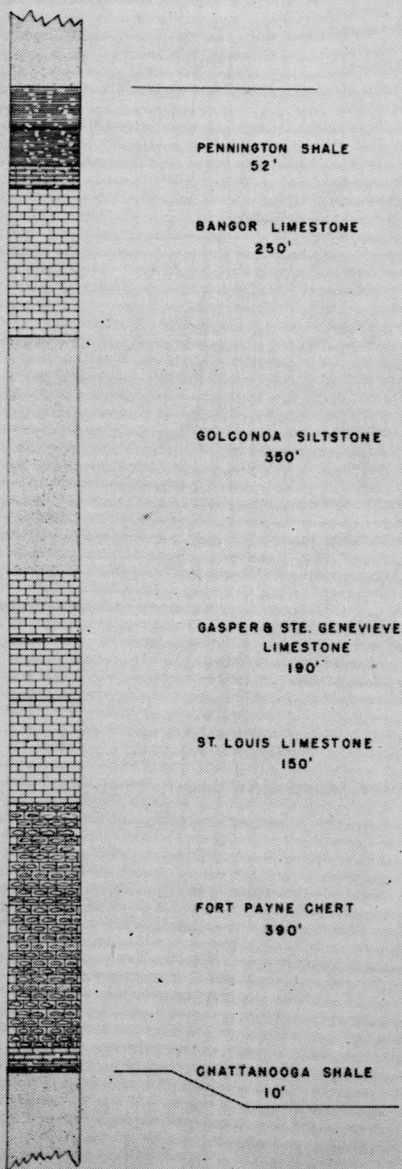 PENNINGTON SHALE
52'
BANGOR LIMESTONE
250'
GOLCONDA SILTSTONE
350'
GASPER & STE. GENEVIEVE
LIMESTONE
190'
ST. LOUIS LIMESTONE
150'
FORT PAYNE CHERT
390'
CHATTANOOGA SHALE
10'